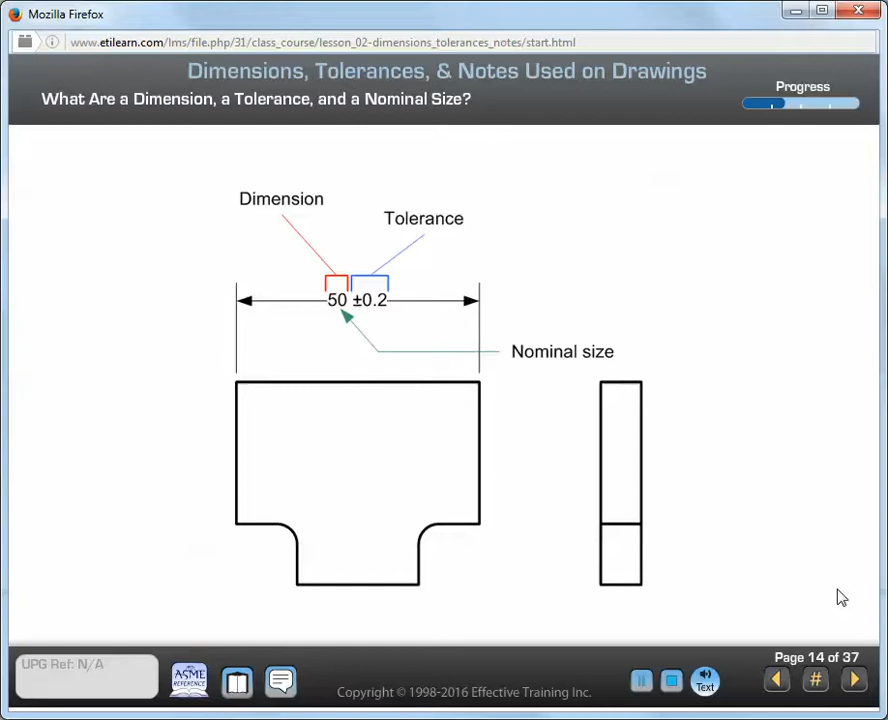 Mozilla Firefox
www.etilearn.com/lms/file.php/31/class_course/lesson_02-dimensions_tolerances_notes/start.html
Dimensions, Tolerances, & Notes Used on Drawings
What Are a Dimension, a Tolerance, and a Nominal Size?
Progress
Dimension
Tolerance
50 ±0.2
Nominal size
UPG Ref: N/A
ASME
REFERENCE
Copyright © 1998-2016 Effective Training Inc.
Text
Page 14 of 37
#